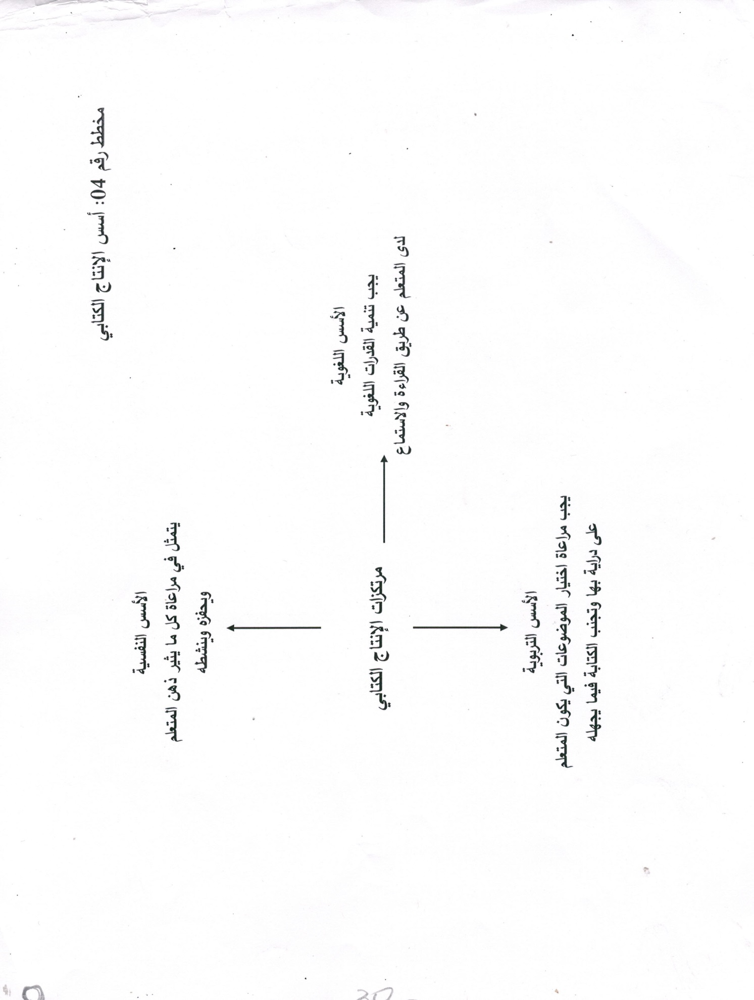 مخطط رقم 04: أسس الإنتاج الكتابي
الأسس النفسية
يتمثل في مراعاة كل ما يثير ذهن المتعلم
ويحفزه وينشطه
مرتكزات الإنتاج الكتابي
الأسس اللغوية
يجب تنمية القدرات اللغوية
لدى المتعلم عن طريق القراءة والاستماع
الأسس التربوية
يجب مراعاة اختيار الموضوعات التي يكون المتعلم
على دراية بها وتجنب الكتابة فيما يجهله